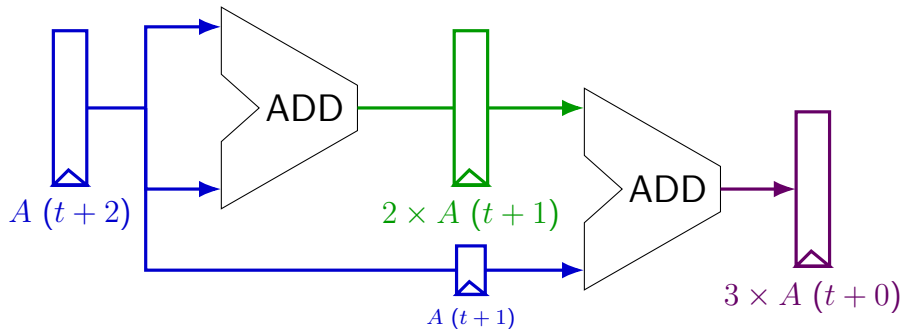 ADD
A (t + 2)
2 × A (t + 1)
ADD
A (t + 1)
3 × A (t + 0)